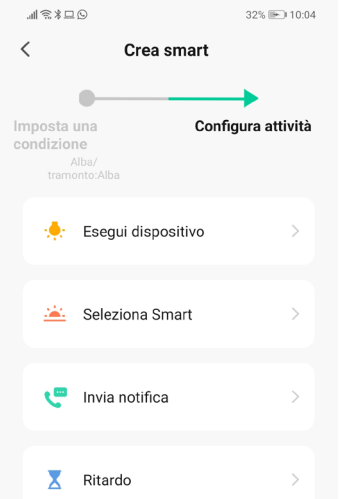 32% 10:04
Crea smart
Imposta una
condizione
Configura attività
Alba/
tramonto:Alba
Esegui dispositivo
Seleziona Smart
Invia notifica
Ritardo